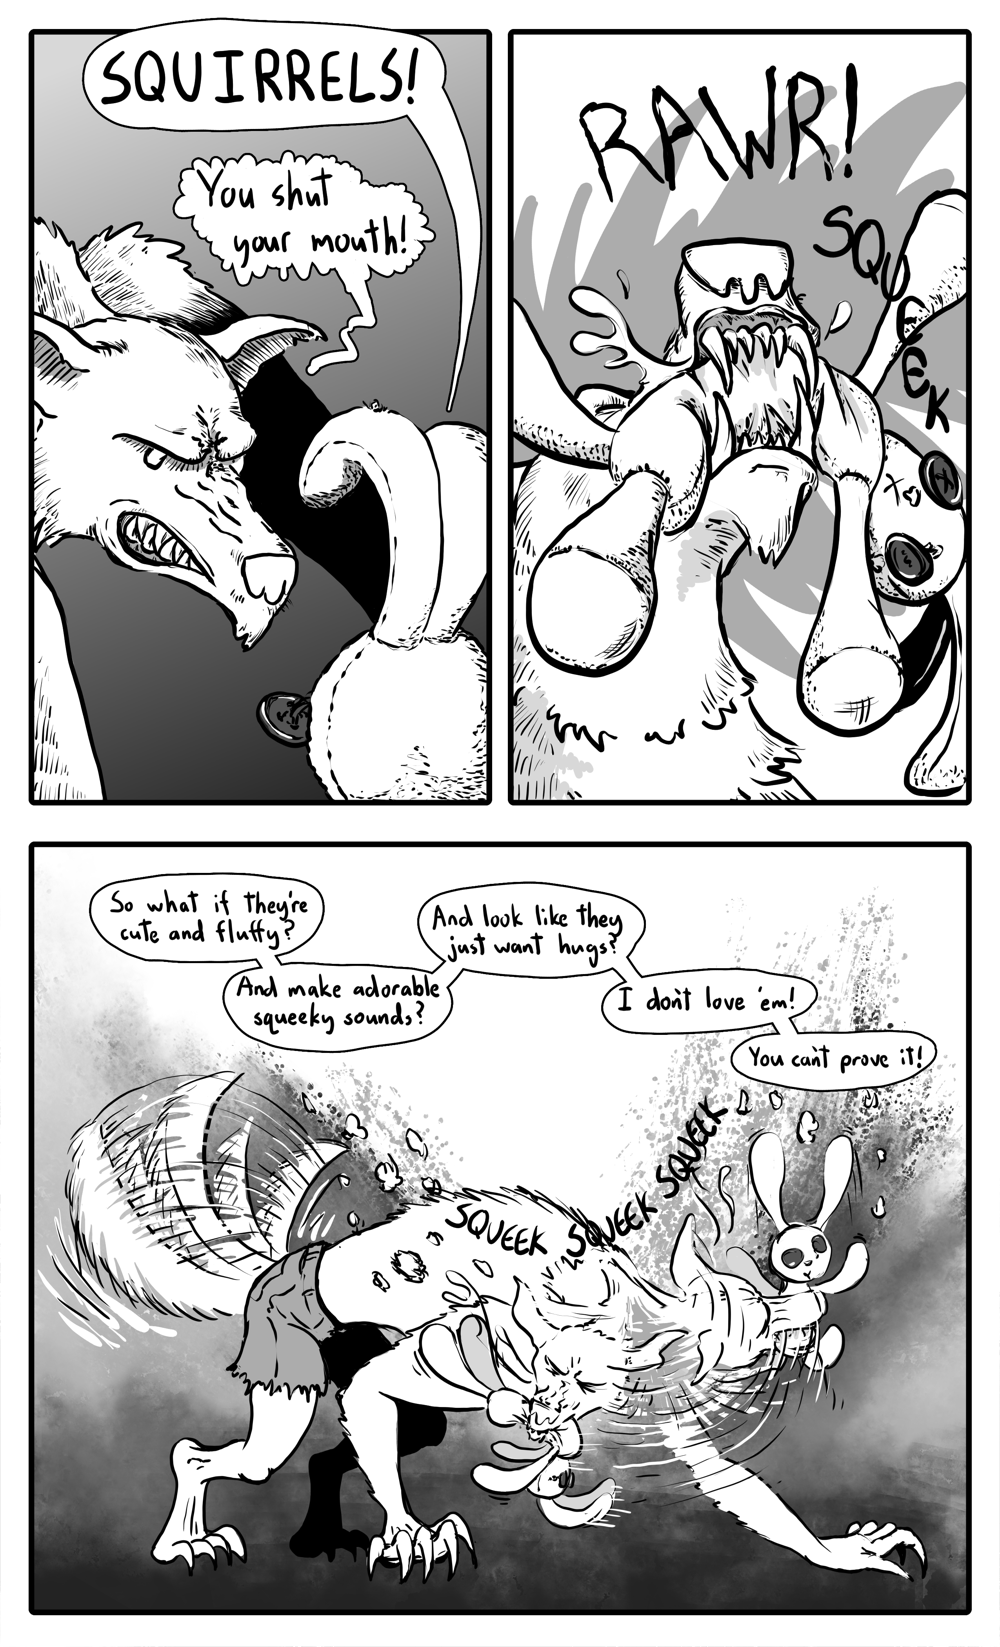 SQUIRRELS!
You shut
your mouth!
RAWR!
SQUEEK
So what if they're
cute and fluffy?
And make adorable
squeeky sounds?
And look like they
just want hugs?
I don't love 'em!
You can't prove it!
SQUEEK SQUEEK SQUEEK